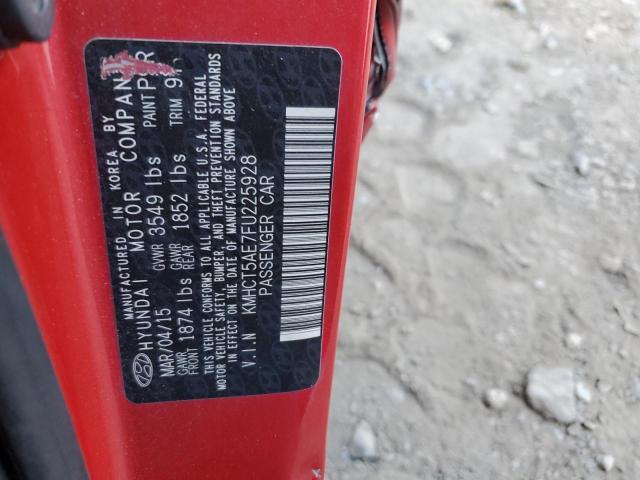 MANUFACTURED IN KOREA BY
HYUNDAI MOTOR COMPANY
MAR/04/15 GVWR 3549 lbs PAINT
GAWR FRONT 1874 lbs GAWR REAR 1852 lbs TRIM
THIS VEHICLE CONFORMS TO ALL APPLICABLE U.S.A. FEDERAL
MOTOR VEHICLE SAFETY, BUMPER, AND THEFT PREVENTION STANDARDS
IN EFFECT ON THE DATE OF MANUFACTURE SHOWN ABOVE
V.I.N KMHCT5AE7FU225928
PASSENGER CAR